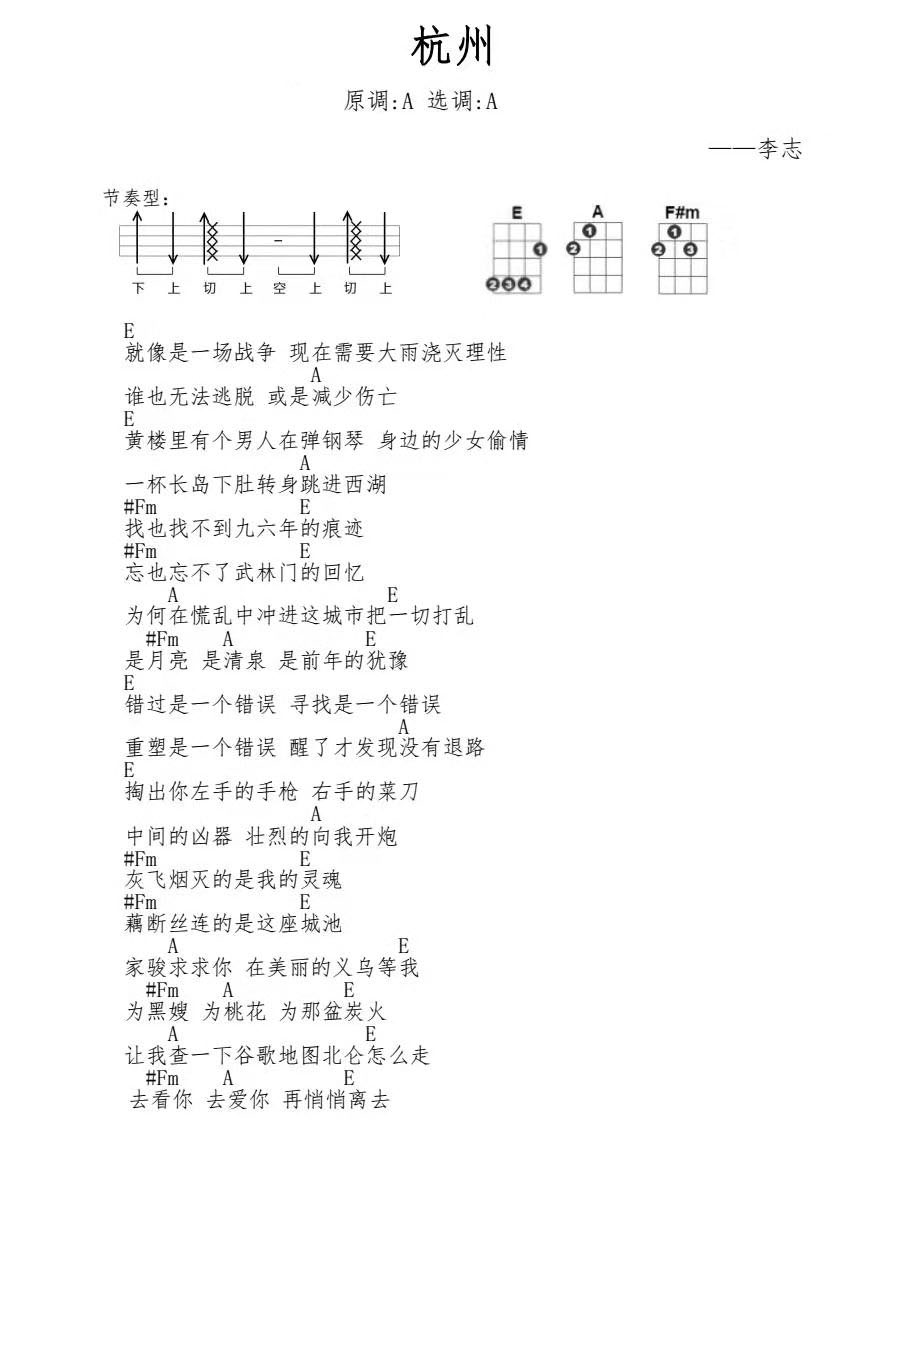 杭州
原调:A 选调:A
——李志
节奏型:
E A F#m
1 1 1
2 2 3
2 3 4
下 上 切 上 空 上 切 上
E
就像是一场战争 现在需要大雨浇灭理性
A
谁也无法逃脱 或是减少伤亡
E
黄楼里有个男人在弹钢琴 身边的少女偷情
A
一杯长岛下肚转身跳进西湖
#Fm E
找也找不到九六年的痕迹
#Fm E
忘也忘不了武林门的回忆
A E
为何在慌乱中冲进这城市把一切打乱
#Fm A E
是月亮 是清泉 是前年的犹豫
E
错过是一个错误 寻找是一个错误
A
重塑是一个错误 醒了才发现没有退路
E
掏出你左手的手枪 右手的菜刀
A
中间的凶器 壮烈的向我开炮
#Fm E
灰飞烟灭的是我的灵魂
#Fm E
藕断丝连的是这座城池
A E
家骏求求你 在美丽的义乌等我
#Fm A E
为黑嫂 为桃花 为那盆炭火
A E
让我查一下谷歌地图北仑怎么走
#Fm A E
去看你 去爱你 再悄悄离去